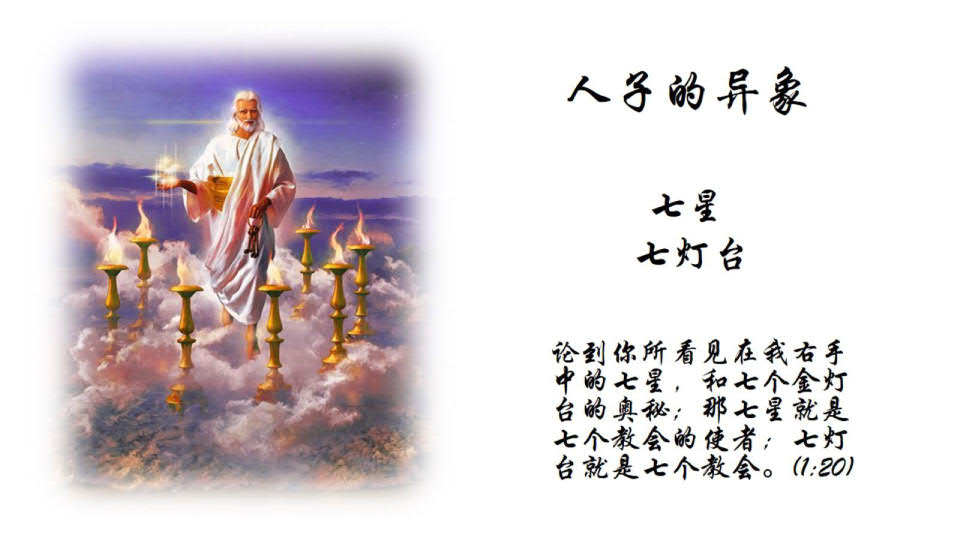 人子的异象
七星
七灯台
论到你所看见在我右手
中的七星，和七个金灯
台的奥秘；那七星就是
七个教会的使者；七灯
台就是七个教会。(1:20)